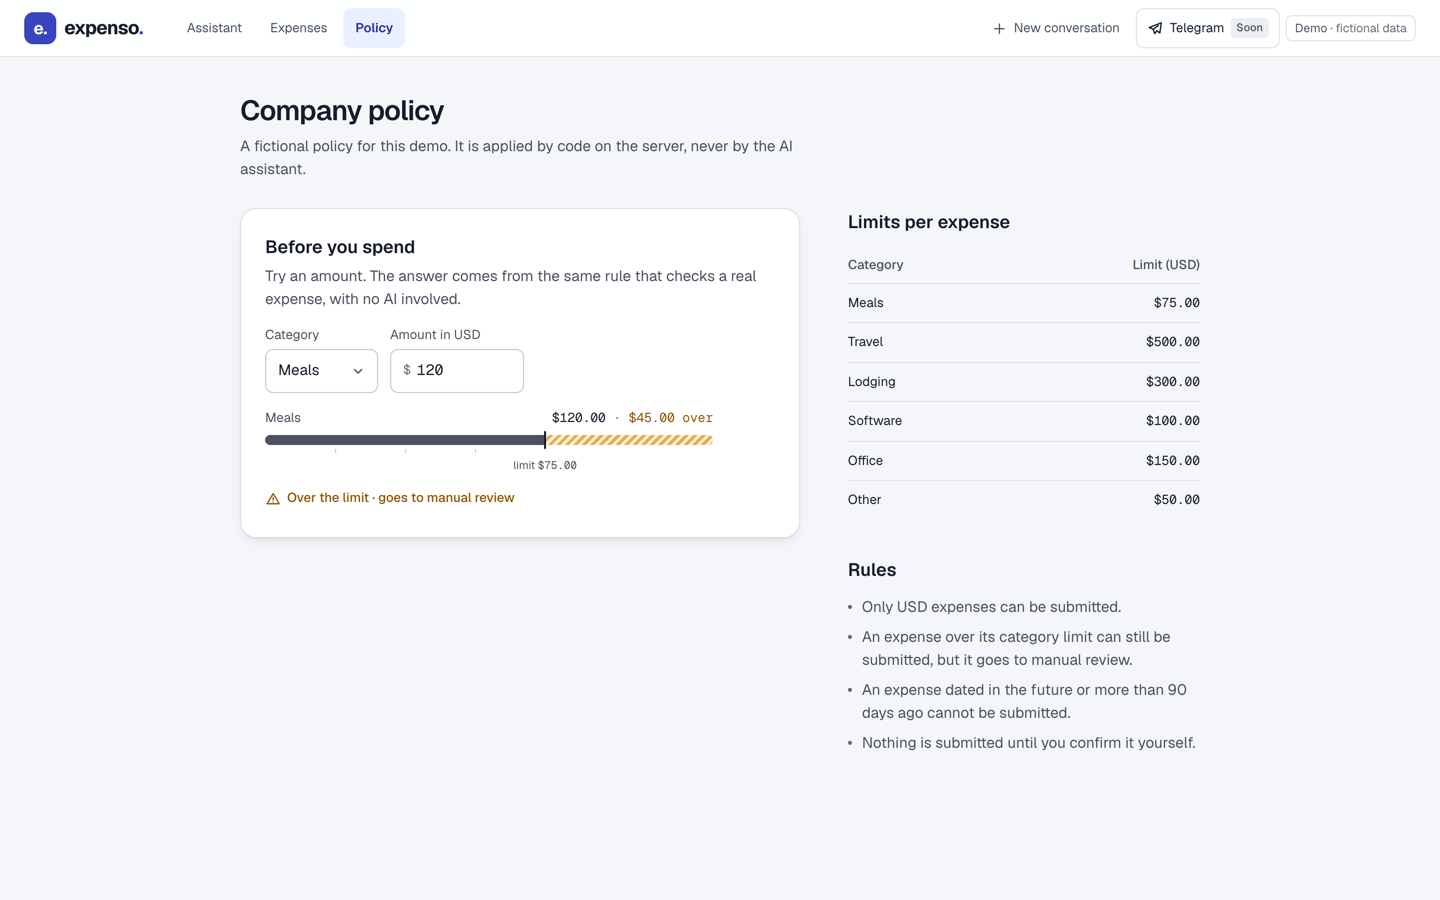 e. expenso. Assistant Expenses Policy + New conversation Telegram Soon Demo · fictional data
Company policy
A fictional policy for this demo. It is applied by code on the server, never by the AI
assistant.
Before you spend
Try an amount. The answer comes from the same rule that checks a real
expense, with no AI involved.
Category Amount in USD
Meals $ 120
Meals $120.00 · $45.00 over
limit $75.00
Over the limit · goes to manual review
Limits per expense
Category Limit (USD)
Meals $75.00
Travel $500.00
Lodging $300.00
Software $100.00
Office $150.00
Other $50.00
Rules
• Only USD expenses can be submitted.
• An expense over its category limit can still be
submitted, but it goes to manual review.
• An expense dated in the future or more than 90
days ago cannot be submitted.
• Nothing is submitted until you confirm it yourself.